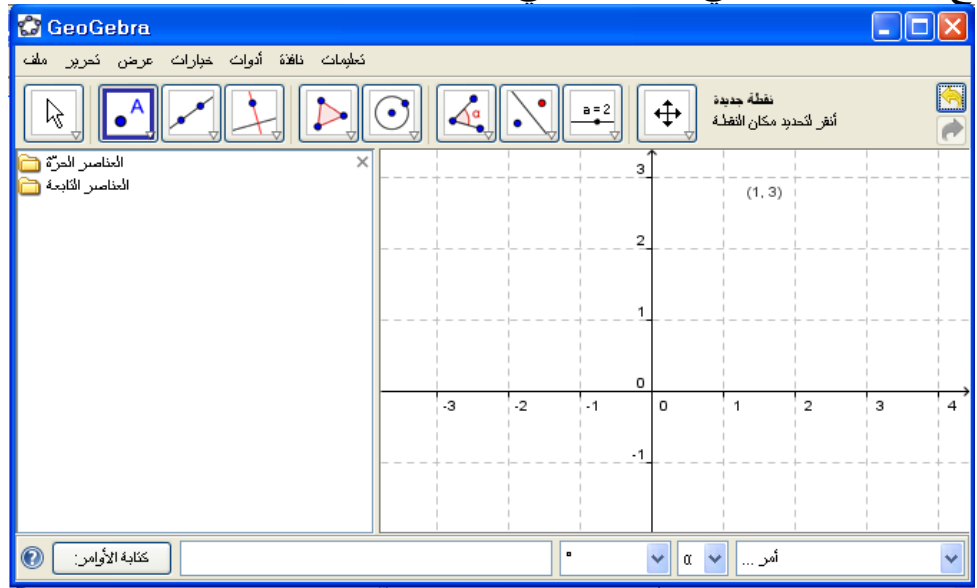 GeoGebra
ملف تحرير عرض خيارات أدوات نافذة تعليمات
A
α
a = 2
نقطة جديدة
أنقر لتحديد مكان النقطة
العناصر الحرّة
العناصر التابعة
(1, 3)
3
2
1
0
-3 -2 -1 0 1 2 3 4
-1
كتابة الأوامر:
° α أمر ...